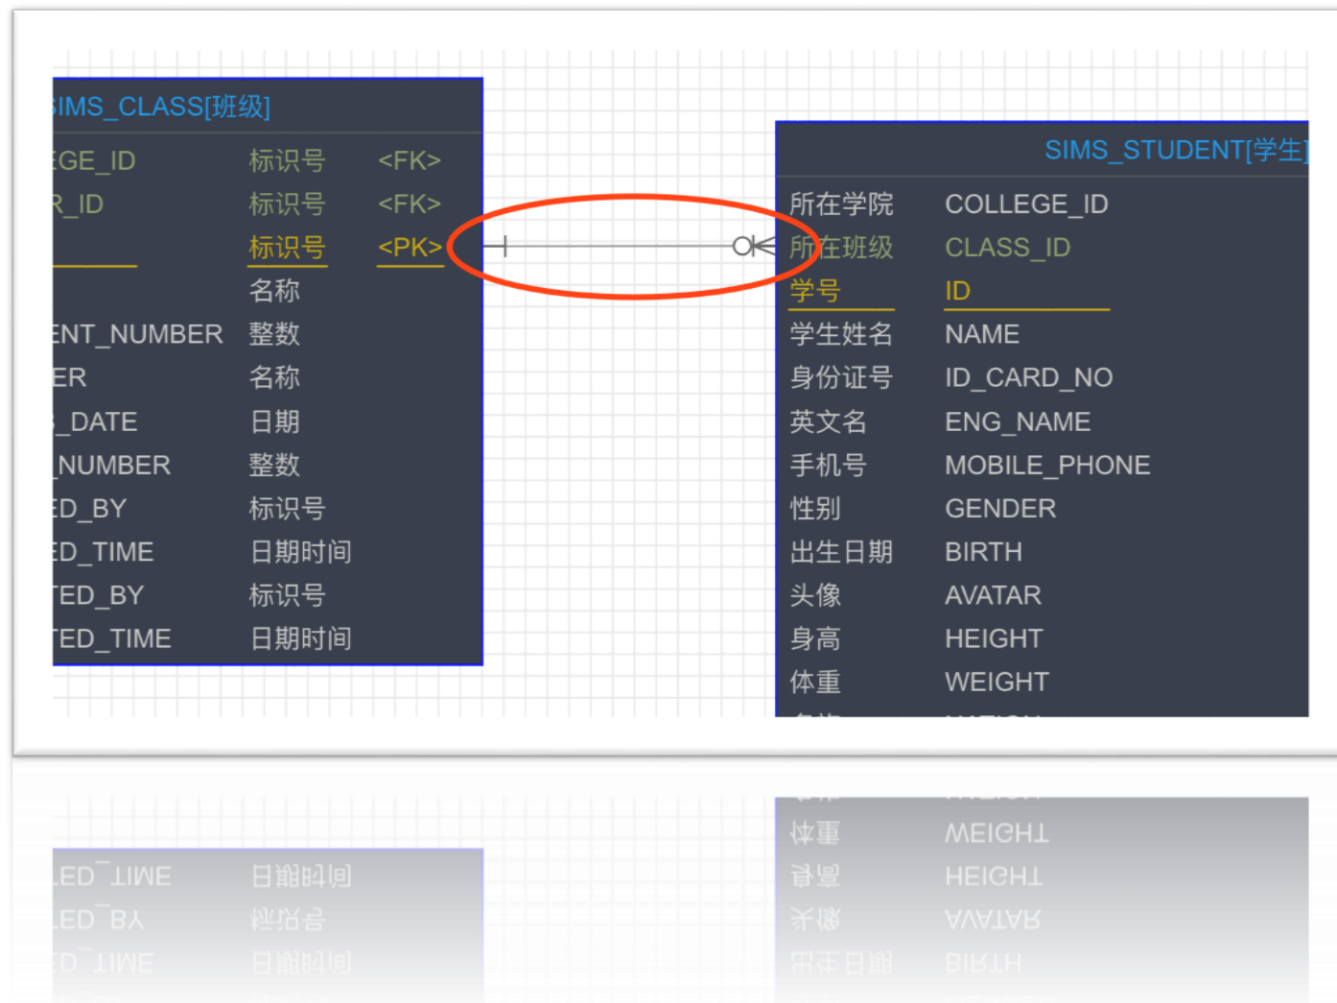 SIMS_CLASS[班级]
EGE_ID 标识号 <FK>
R_ID 标识号 <FK>
标识号 <PK>
名称
ENT_NUMBER 整数
ER 名称
_DATE 日期
_NUMBER 整数
ED_BY 标识号
ED_TIME 日期时间
TED_BY 标识号
TED_TIME 日期时间
SIMS_STUDENT[学生]
所在学院 COLLEGE_ID
所在班级 CLASS_ID
学号 ID
学生姓名 NAME
身份证号 ID_CARD_NO
英文名 ENG_NAME
手机号 MOBILE_PHONE
性别 GENDER
出生日期 BIRTH
头像 AVATAR
身高 HEIGHT
体重 WEIGHT